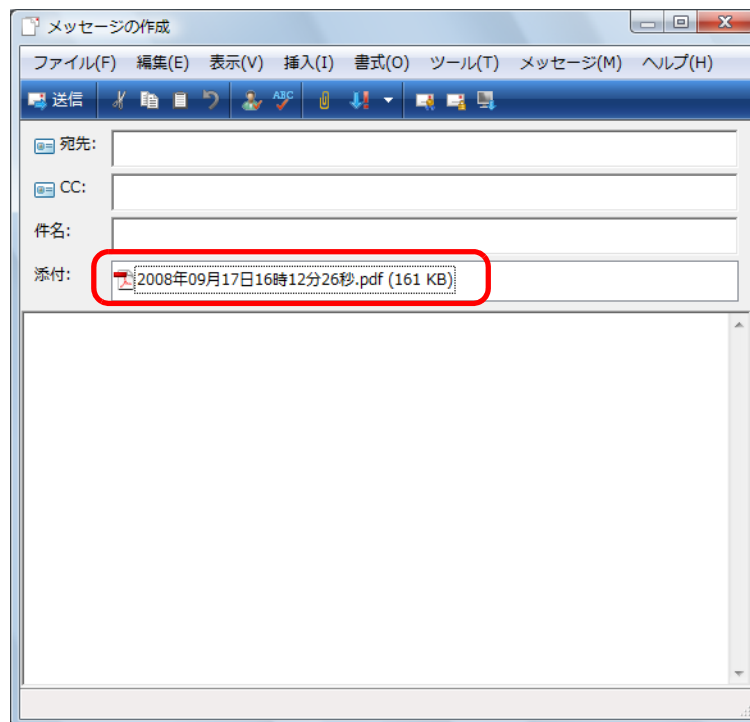 メッセージの作成
ファイル(F) 編集(E) 表示(V) 挿入(I) 書式(O) ツール(T) メッセージ(M) ヘルプ(H)
送信 ABC
宛先:
CC:
件名:
添付: 2008年09月17日16時12分26秒.pdf (161 KB)